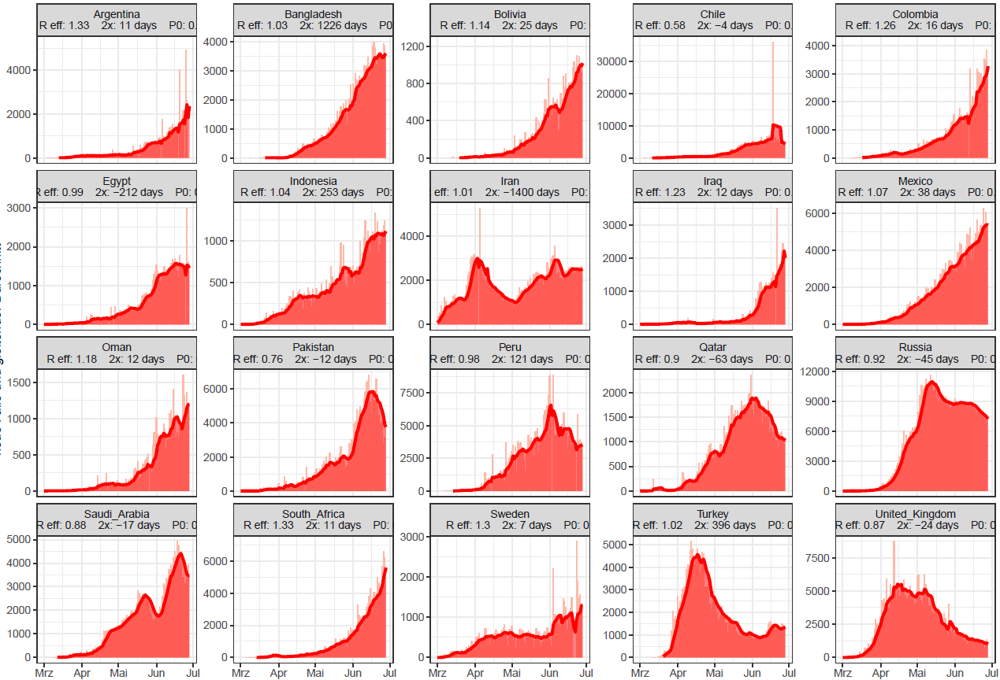 Argentina
R eff: 1.33 2x: 11 days P0: 0.
Bangladesh
R eff: 1.03 2x: 1226 days P0
Bolivia
R eff: 1.14 2x: 25 days P0:
Chile
R eff: 0.58 2x: −4 days P0: 0.
Colombia
R eff: 1.26 2x: 16 days P0:
4000
2000
0
4000
3000
2000
1000
0
1200
800
400
0
30000
20000
10000
0
4000
3000
2000
1000
0
Egypt
R eff: 0.99 2x: −212 days P0: 0
Indonesia
R eff: 1.04 2x: 253 days P0:
Iran
eff: 1.01 2x: −1400 days P0:
Iraq
R eff: 1.23 2x: 12 days P0: 0.
Mexico
R eff: 1.07 2x: 38 days P0: 0.
3000
2000
1000
0
1000
500
0
4000
2000
0
3000
2000
1000
0
6000
4000
2000
0
Oman
R eff: 1.18 2x: 12 days P0:
Pakistan
R eff: 0.76 2x: −12 days P0: 0
Peru
R eff: 0.98 2x: 121 days P0: 0
Qatar
R eff: 0.9 2x: −63 days P0: 0.
Russia
R eff: 0.92 2x: −45 days P0: 0
1500
1000
500
0
6000
4000
2000
0
7500
5000
2500
0
2000
1500
1000
500
0
12000
9000
6000
3000
0
Saudi_Arabia
R eff: 0.88 2x: −17 days P0: 0
South_Africa
R eff: 1.33 2x: 11 days P0:
Sweden
R eff: 1.3 2x: 7 days P0: 0
Turkey
R eff: 1.02 2x: 396 days P0: 0
United_Kingdom
R eff: 0.87 2x: −24 days P0: 0
5000
4000
3000
2000
1000
0
6000
4000
2000
0
3000
2000
1000
0
5000
4000
3000
2000
1000
0
7500
5000
2500
0
Mrz Apr Mai Jun Jul
Mrz Apr Mai Jun Jul
Mrz Apr Mai Jun Jul
Mrz Apr Mai Jun Jul
Mrz Apr Mai Jun Jul